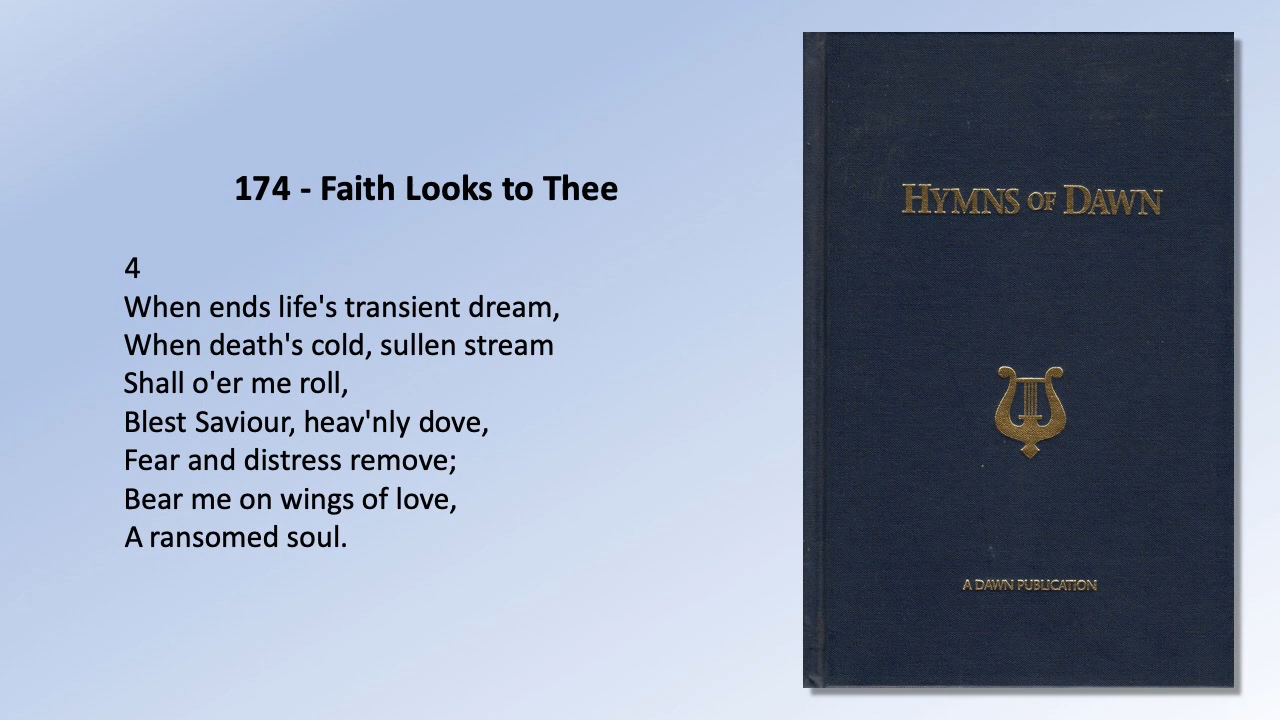 174 - Faith Looks to Thee
4
When ends life's transient dream,
When death's cold, sullen stream
Shall o'er me roll,
Blest Saviour, heav'nly dove,
Fear and distress remove;
Bear me on wings of love,
A ransomed soul.
HYMNS OF DAWN
A DAWN PUBLICATION